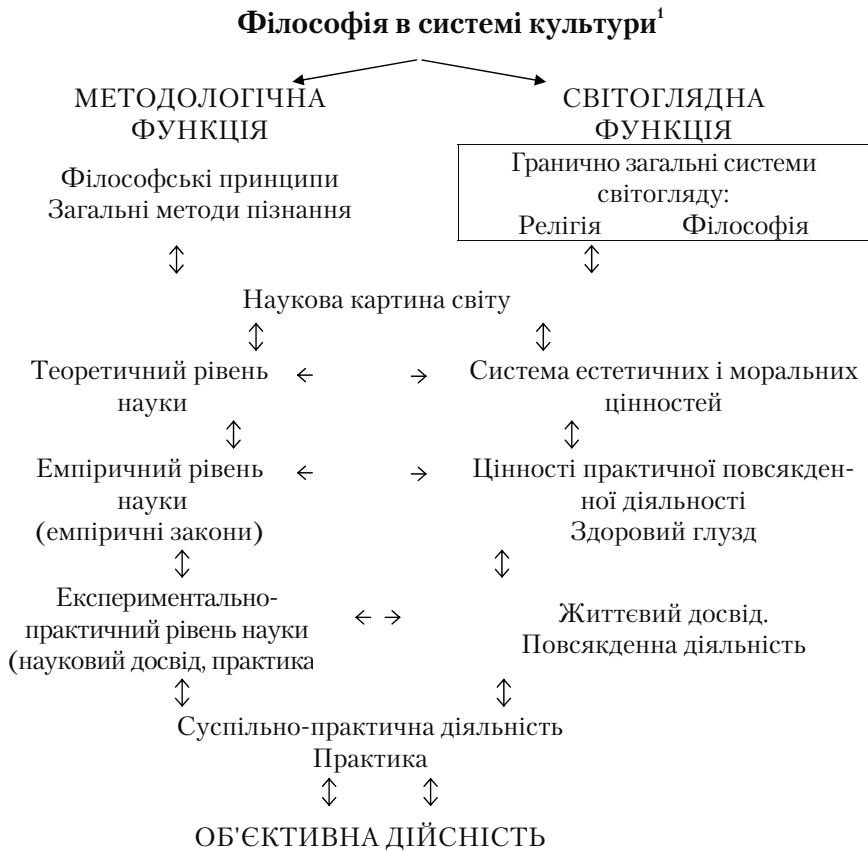 Філософія в системі культури¹
МЕТОДОЛОГІЧНА
ФУНКЦІЯ
СВІТОГЛЯДНА
ФУНКЦІЯ
Філософські принципи
Загальні методи пізнання
Гранично загальні системи
світогляду:
Релігія Філософія
Наукова картина світу
Теоретичний рівень
науки
Система естетичних і моральних
цінностей
Емпіричний рівень
науки
(емпіричні закони)
Цінності практичної повсякден-
ної діяльності
Здоровий глузд
Експериментально-
практичний рівень науки
(науковий досвід, практика
Життєвий досвід.
Повсякденна діяльність
Суспільно-практична діяльність
Практика
ОБ'ЄКТИВНА ДІЙСНІСТЬ